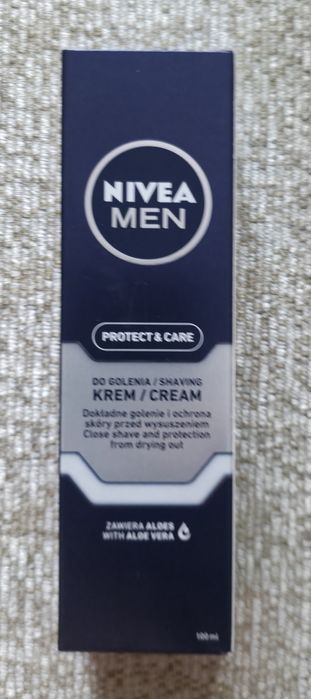 NIVEA
MEN
PROTECT & CARE
DO GOLENIA / SHAVING
KREM / CREAM
Dokładne golenie i ochrona
skóry przed wysuszeniem
Close shave and protection
from drying out
ZAWIERA ALOES
WITH ALOE VERA
100 ml